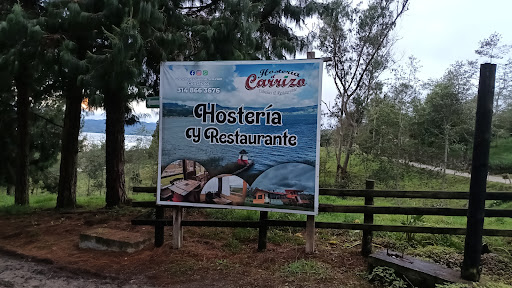 Hostería
Carrizo
314 866 3676
Hostería
y Restaurante